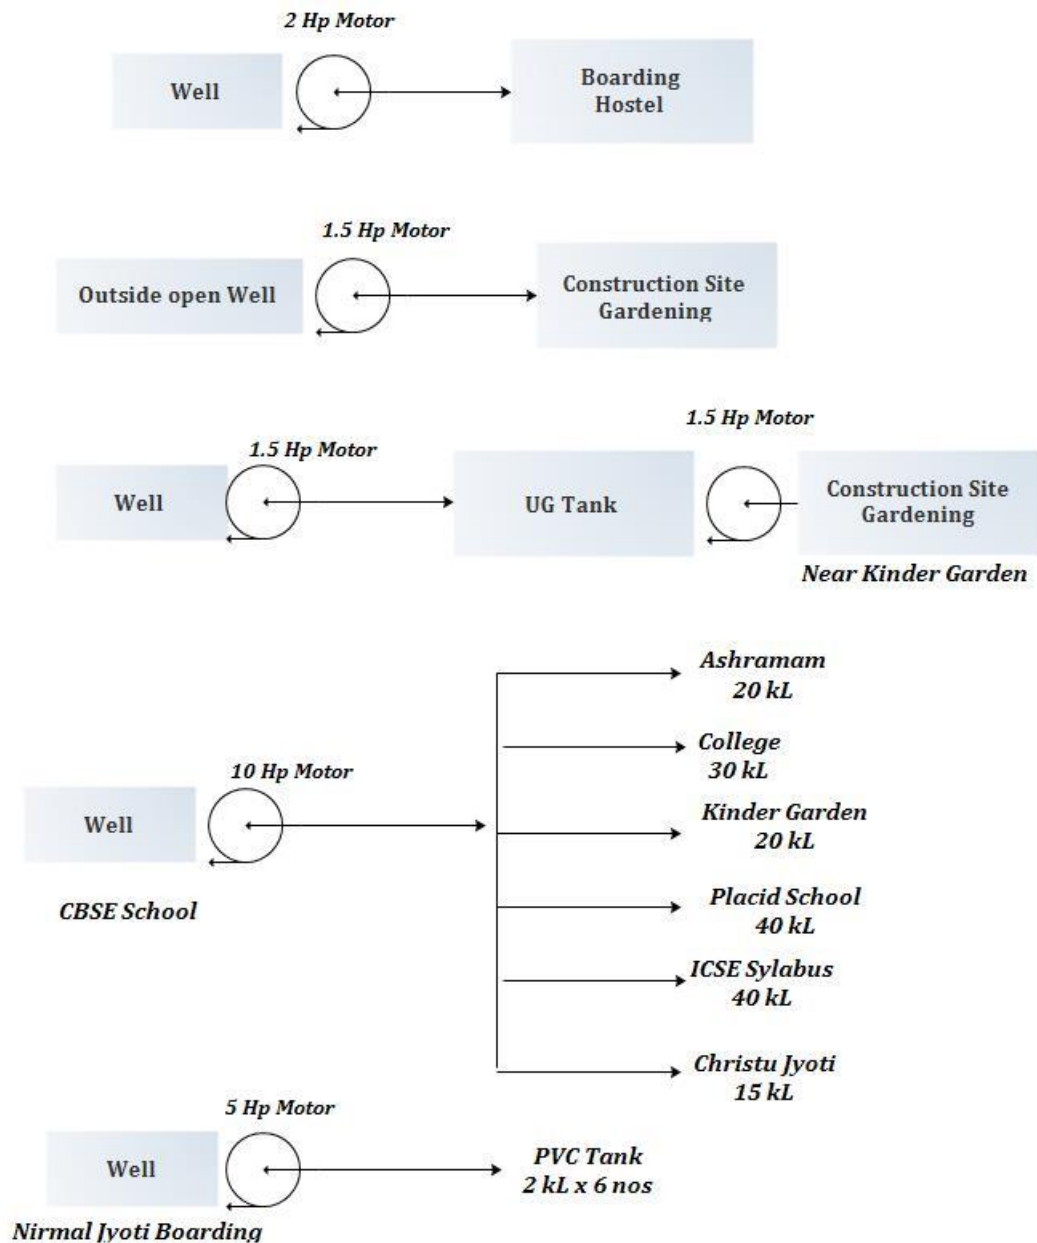 2 Hp Motor
Well
Boarding
Hostel
1.5 Hp Motor
Outside open Well
Construction Site
Gardening
1.5 Hp Motor
1.5 Hp Motor
Well
UG Tank
Construction Site
Gardening
Near Kinder Garden
Ashramam
20 kL
College
30 kL
10 Hp Motor
Well
Kinder Garden
20 kL
CBSE School
Placid School
40 kL
ICSE Sylabus
40 kL
Christu Jyoti
15 kL
5 Hp Motor
Well
PVC Tank
2 kL x 6 nos
Nirmal Jyoti Boarding